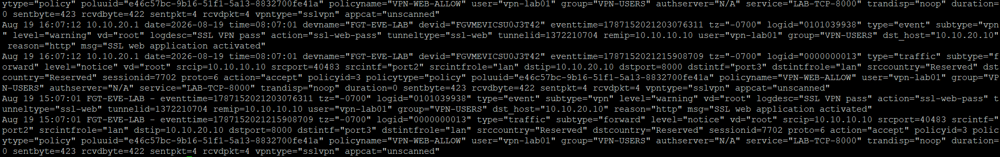 ytype="policy" poluuid="e46c57bc-9b16-51f1-5a13-8832700fe41a" policyname="VPN-WEB-ALLOW" user="vpn-lab01" group="VPN-USERS" authserver="N/A" service="LAB-TCP-8000" trandisp="noop" duration=
0 sentbyte=423 rcvdbyte=422 sentpkt=4 rcvdpkt=4 vpntype="sslvpn" appcat="unscanned"
Aug 19 16:07:12 10.10.20.1 date=2026-08-19 time=08:07:01 devname="FGT-EVE-LAB" devid="FGVMEVICSU0J3T42" eventtime=1787152021203076311 tz="-0700" logid="0101039938" type="event" subtype="vpn
" level="warning" vd="root" logdesc="SSL VPN pass" action="ssl-web-pass" tunneltype="ssl-web" tunnelid=1372210704 remip=10.10.10.10 user="vpn-lab01" group="VPN-USERS" dst_host="10.10.20.10"
 reason="http" msg="SSL web application activated"
Aug 19 16:07:12 10.10.20.1 date=2026-08-19 time=08:07:01 devname="FGT-EVE-LAB" devid="FGVMEVICSU0J3T42" eventtime=1787152021215908709 tz="-0700" logid="0000000013" type="traffic" subtype="f
orward" level="notice" vd="root" srcip=10.10.10.10 srcport=40483 srcintf="port2" srcintfrole="lan" dstip=10.10.20.10 dstport=8000 dstintf="port3" dstintfrole="lan" srccountry="Reserved" dst
country="Reserved" sessionid=7702 proto=6 action="accept" policyid=3 policytype="policy" poluuid="e46c57bc-9b16-51f1-5a13-8832700fe41a" policyname="VPN-WEB-ALLOW" user="vpn-lab01" group="VP
N-USERS" authserver="N/A" service="LAB-TCP-8000" trandisp="noop" duration=0 sentbyte=423 rcvdbyte=422 sentpkt=4 rcvdpkt=4 vpntype="sslvpn" appcat="unscanned"
Aug 19 15:07:01 FGT-EVE-LAB - eventtime=1787152021203076311 tz="-0700" logid="0101039938" type="event" subtype="vpn" level="warning" vd="root" logdesc="SSL VPN pass" action="ssl-web-pass" t
unneltype="ssl-web" tunnelid=1372210704 remip=10.10.10.10 user="vpn-lab01" group="VPN-USERS" dst_host="10.10.20.10" reason="http" msg="SSL web application activated"
Aug 19 15:07:01 FGT-EVE-LAB - eventtime=1787152021215908709 tz="-0700" logid="0000000013" type="traffic" subtype="forward" level="notice" vd="root" srcip=10.10.10.10 srcport=40483 srcintf="
port2" srcintfrole="lan" dstip=10.10.20.10 dstport=8000 dstintf="port3" dstintfrole="lan" srccountry="Reserved" dstcountry="Reserved" sessionid=7702 proto=6 action="accept" policyid=3 polic
ytype="policy" poluuid="e46c57bc-9b16-51f1-5a13-8832700fe41a" policyname="VPN-WEB-ALLOW" user="vpn-lab01" group="VPN-USERS" authserver="N/A" service="LAB-TCP-8000" trandisp="noop" duration=
0 sentbyte=423 rcvdbyte=422 sentpkt=4 rcvdpkt=4 vpntype="sslvpn" appcat="unscanned"